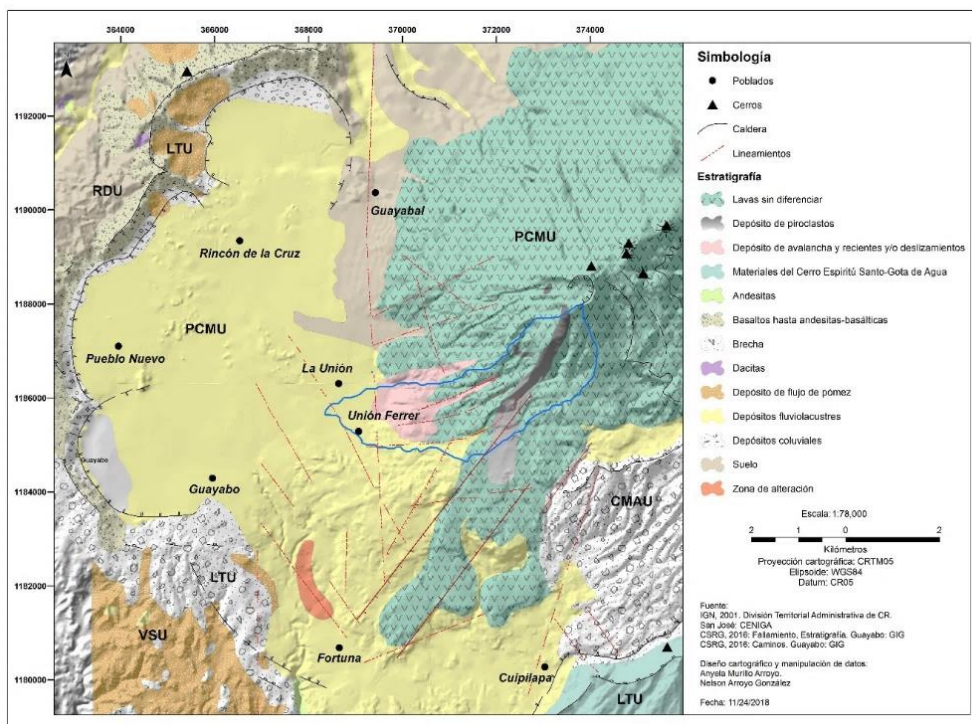 364000 366000 368000 370000 372000 374000
1192000
1190000
1188000
1186000
1184000
1182000
1180000
LTU
RDU
Guayabal
PCMU
Rincón de la Cruz
PCMU
Pueblo Nuevo
La Unión
Unión Ferrer
Guayabo
Guayabo
CMAU
LTU
VSU
Fortuna
Cuipilapa
LTU
Simbología
Poblados
Cerros
Caldera
Lineamientos
Estratigrafía
Lavas sin diferenciar
Depósito de piroclastos
Depósito de avalancha y recientes y/o deslizamientos
Materiales del Cerro Espiritú Santo-Gota de Agua
Andesitas
Basaltos hasta andesitas-basálticas
Brecha
Dacitas
Depósito de flujo de pómez
Depósitos fluviolacustres
Depósitos coluviales
Suelo
Zona de alteración
Escala: 1:78,000
2 1 0 2
Kilómetros
Proyección cartográfica: CRTM05
Elipsoide: WGS84
Datum: CR05
Fuente:
IGN, 2001. División Territorial Administrativa de CR.
San José: CENIGA
CSRG, 2016: Fallamiento, Estratigrafía. Guayabo: GIG
CSRG, 2016: Caminos. Guayabo: GIG
Diseño cartográfico y manipulación de datos:
Anyela Murillo Arroyo.
Nelson Arroyo González
Fecha: 11/24/2018